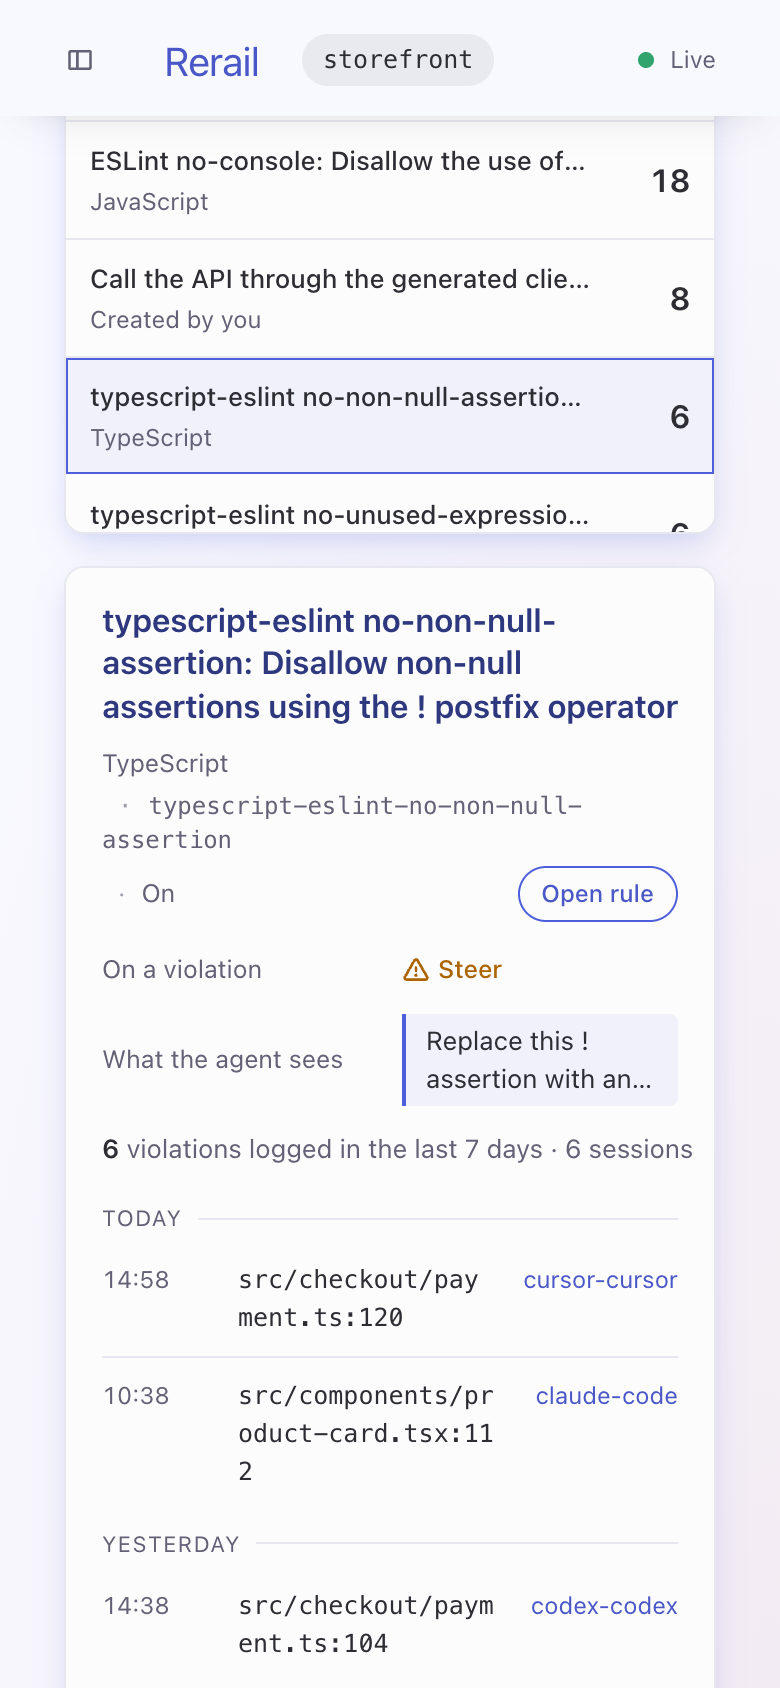 Rerail
storefront
Live
ESLint no-console: Disallow the use of...
18
JavaScript
Call the API through the generated clie...
8
Created by you
typescript-eslint no-non-null-assertio...
6
TypeScript
typescript-eslint no-unused-expressio...
6
typescript-eslint no-non-null-
assertion: Disallow non-null
assertions using the ! postfix operator
TypeScript
· typescript-eslint-no-non-null-
assertion
· On
Open rule
On a violation
Steer
What the agent sees
Replace this !
assertion with an...
6 violations logged in the last 7 days · 6 sessions
TODAY
14:58
src/checkout/pay
ment.ts:120
cursor-cursor
10:38
src/components/pr
oduct-card.tsx:11
2
claude-code
YESTERDAY
14:38
src/checkout/paym
ent.ts:104
codex-codex